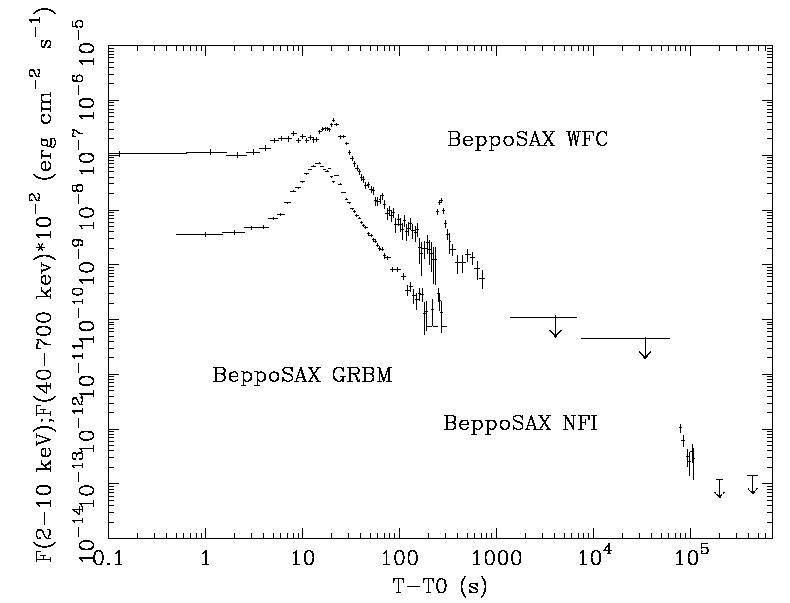 F(2−10 keV);F(40−700 kev)*10⁻² (erg cm⁻² s⁻¹)
10⁻⁵
10⁻⁶
10⁻⁷
10⁻⁸
10⁻⁹
10⁻¹⁰
10⁻¹¹
10⁻¹²
10⁻¹³
10⁻¹⁴
BeppoSAX WFC
BeppoSAX GRBM
BeppoSAX NFI
0.1 1 10 100 1000 10⁴ 10⁵
T−T0 (s)